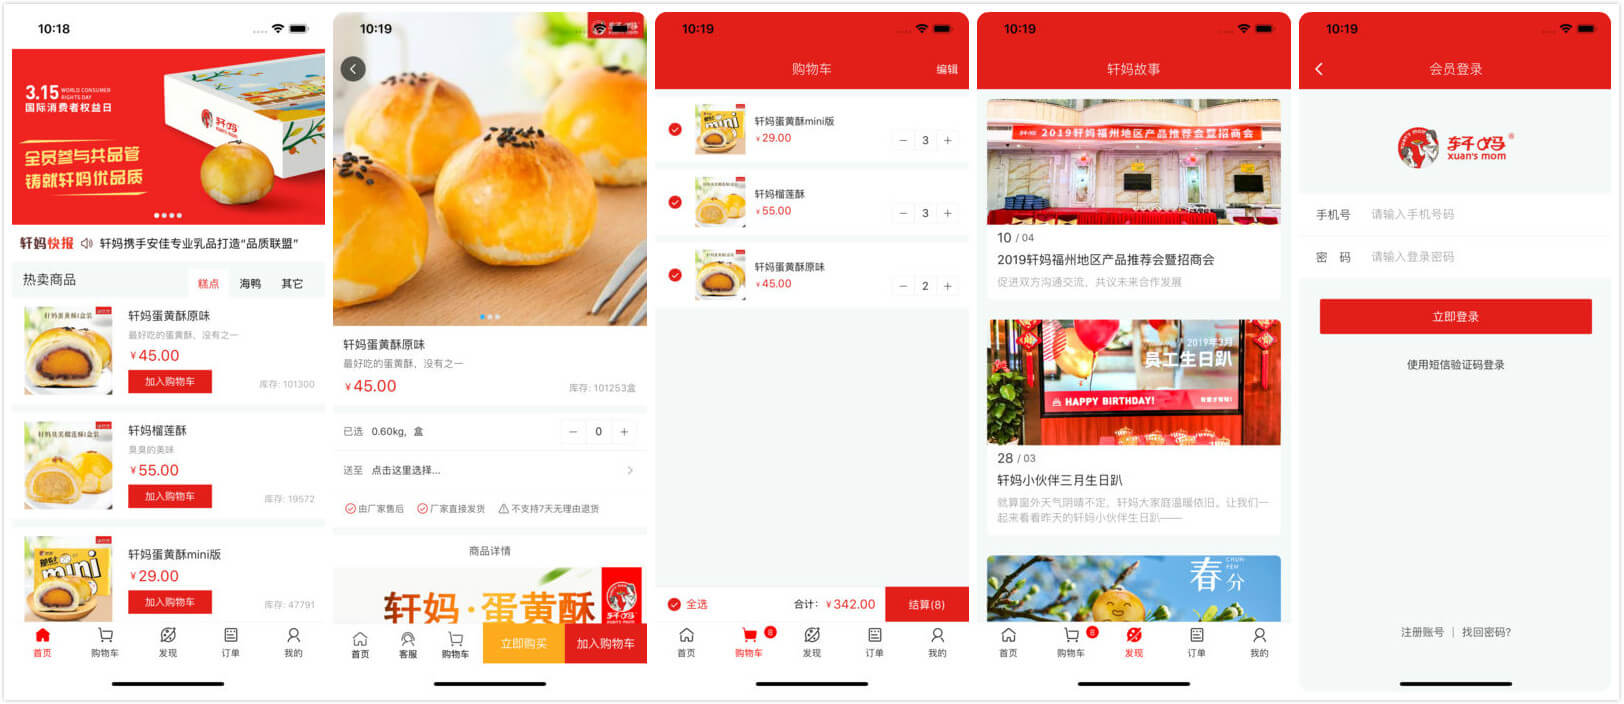 10:18
3.15 WORLD CONSUMER RIGHTS DAY
国际消费者权益日
全员参与共品管
铸就轩妈优品质
轩妈
xuan's mom
轩妈快报 轩妈携手安佳专业乳品打造“品质联盟”
热卖商品 糕点 海鸭 其它
轩妈蛋黄酥原味
最好吃的蛋黄酥，没有之一
¥45.00
加入购物车 库存: 101300
轩妈榴莲酥
臭臭的美味
¥55.00
加入购物车 库存: 19572
mini
轩妈蛋黄酥mini版
¥29.00
加入购物车 库存: 47791
首页 购物车 发现 订单 我的
10:19
轩妈蛋黄酥原味
最好吃的蛋黄酥，没有之一
¥45.00 库存: 101253盒
已选 0.60kg，盒 − 0 +
送至 点击这里选择...
由厂家售后 厂家直接发货 不支持7天无理由退货
商品详情
轩妈·蛋黄酥
首页 客服 购物车 立即购买 加入购物车
10:19
购物车 编辑
轩妈蛋黄酥mini版
¥29.00
− 3 +
轩妈榴莲酥
¥55.00
− 3 +
轩妈蛋黄酥原味
¥45.00
− 2 +
全选 合计: ¥342.00 结算(8)
8
首页 购物车 发现 订单 我的
10:19
轩妈故事
2019轩妈福州地区产品推荐会暨招商会
10 / 04
2019轩妈福州地区产品推荐会暨招商会
促进双方沟通交流，共议未来合作发展
2019年3月
员工生日趴
HAPPY BIRTHDAY!
28 / 03
轩妈小伙伴三月生日趴
就算窗外天气阴晴不定，轩妈大家庭温暖依旧。让我们一
起来看看昨天的轩妈小伙伴生日趴——
春分
CHUN FEN
8
首页 购物车 发现 订单 我的
10:19
会员登录
轩妈®
xuan's mom
手机号 请输入手机号码
密 码 请输入登录密码
立即登录
使用短信验证码登录
注册账号 | 找回密码?